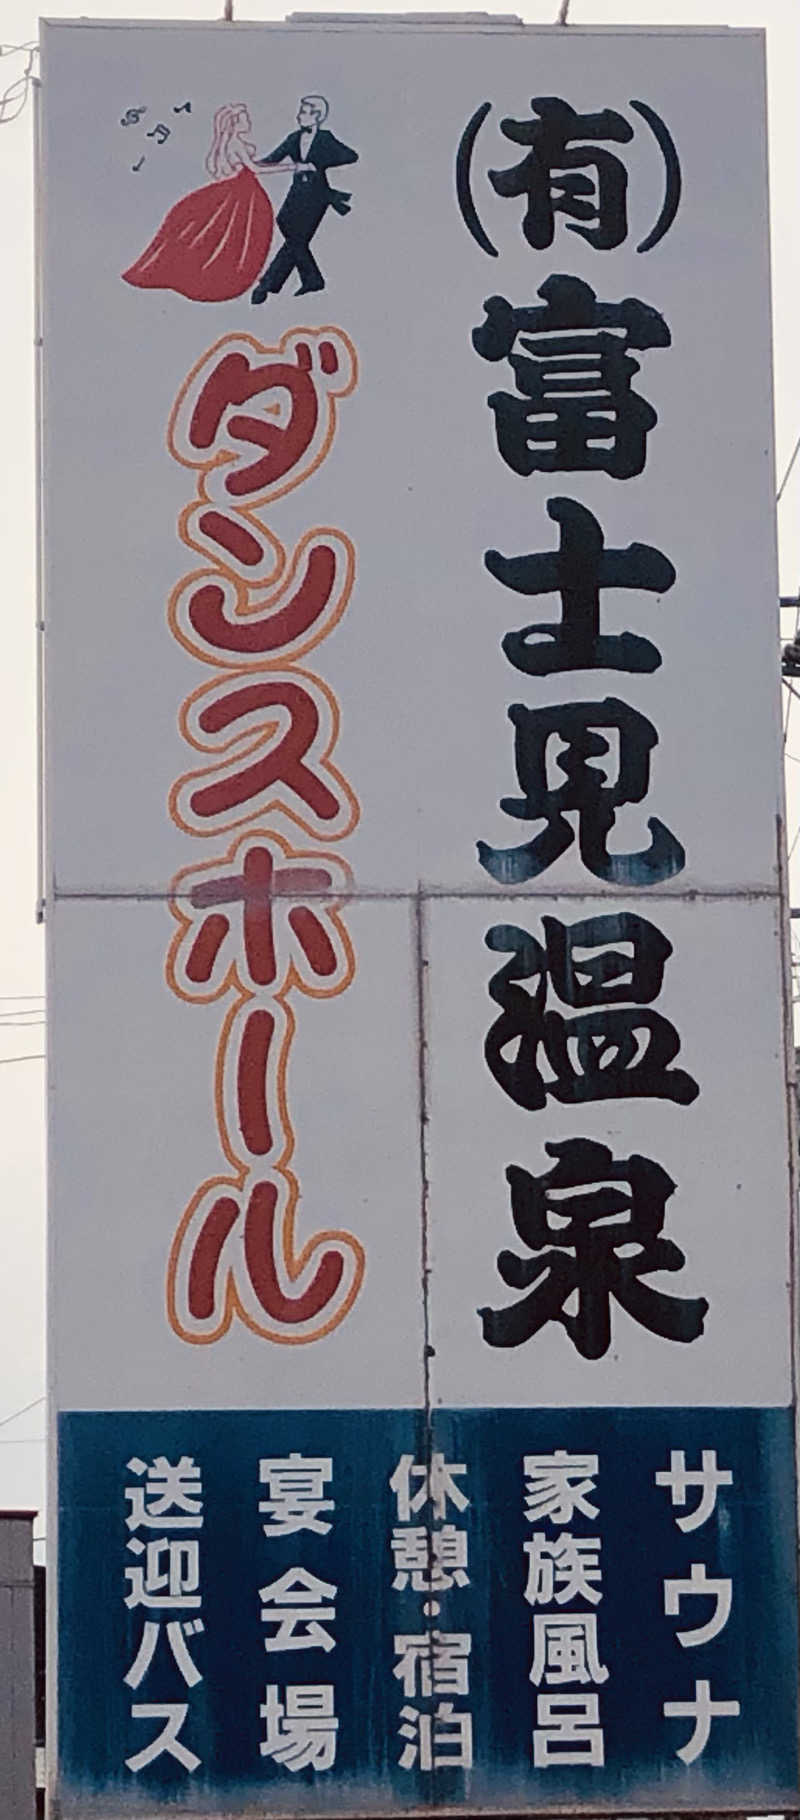 (有)富士見温泉
ダンスホール
サウナ
家族風呂
休憩・宿泊
宴会場
送迎バス